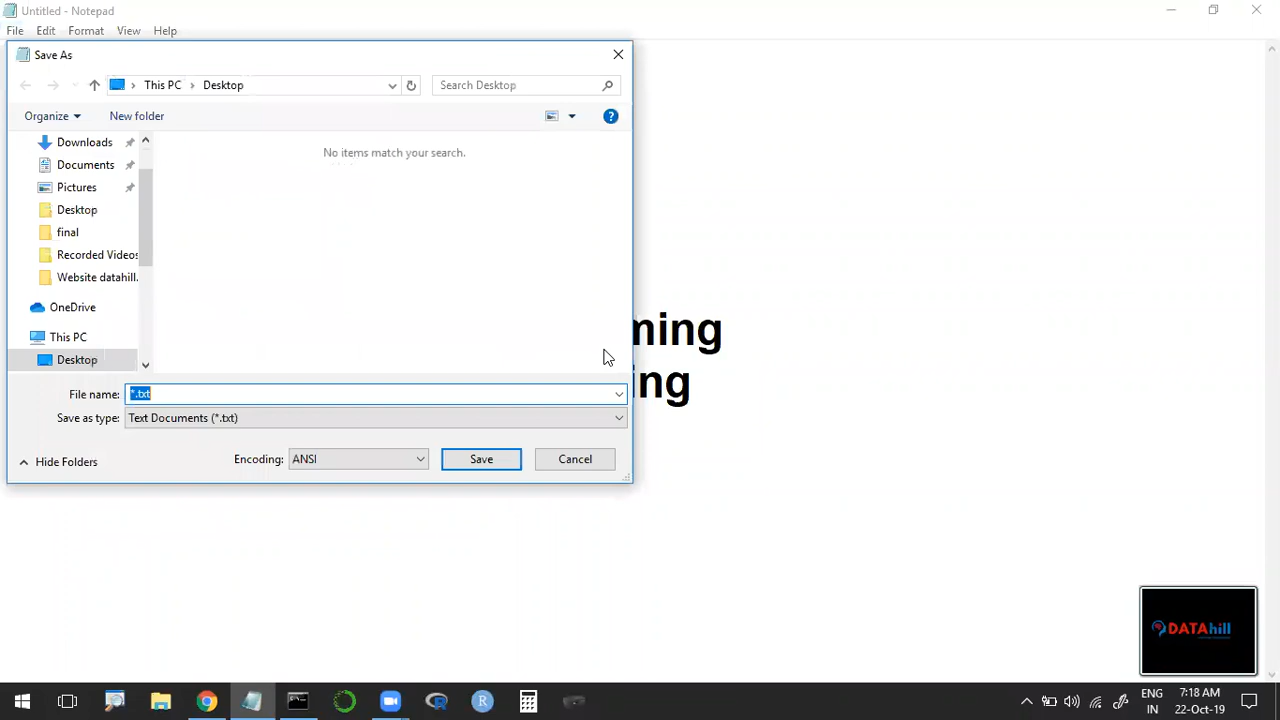 Untitled - Notepad
File Edit Format View Help
Save As
This PC > Desktop
Search Desktop
Organize New folder
Downloads
Documents
Pictures
Desktop
final
Recorded Videos
Website datahill.
OneDrive
This PC
Desktop
No items match your search.
ming
ing
File name: *.txt
Save as type: Text Documents (*.txt)
Hide Folders
Encoding: ANSI
Save
Cancel
DATAhill
ENG
IN
7:18 AM
22-Oct-19